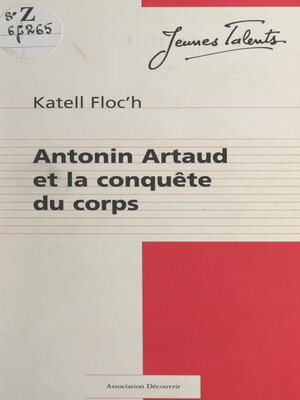 8° Z
65265
Jeunes Talents
Katell Floc'h
Antonin Artaud
et la conquête
du corps
Association Découvrir